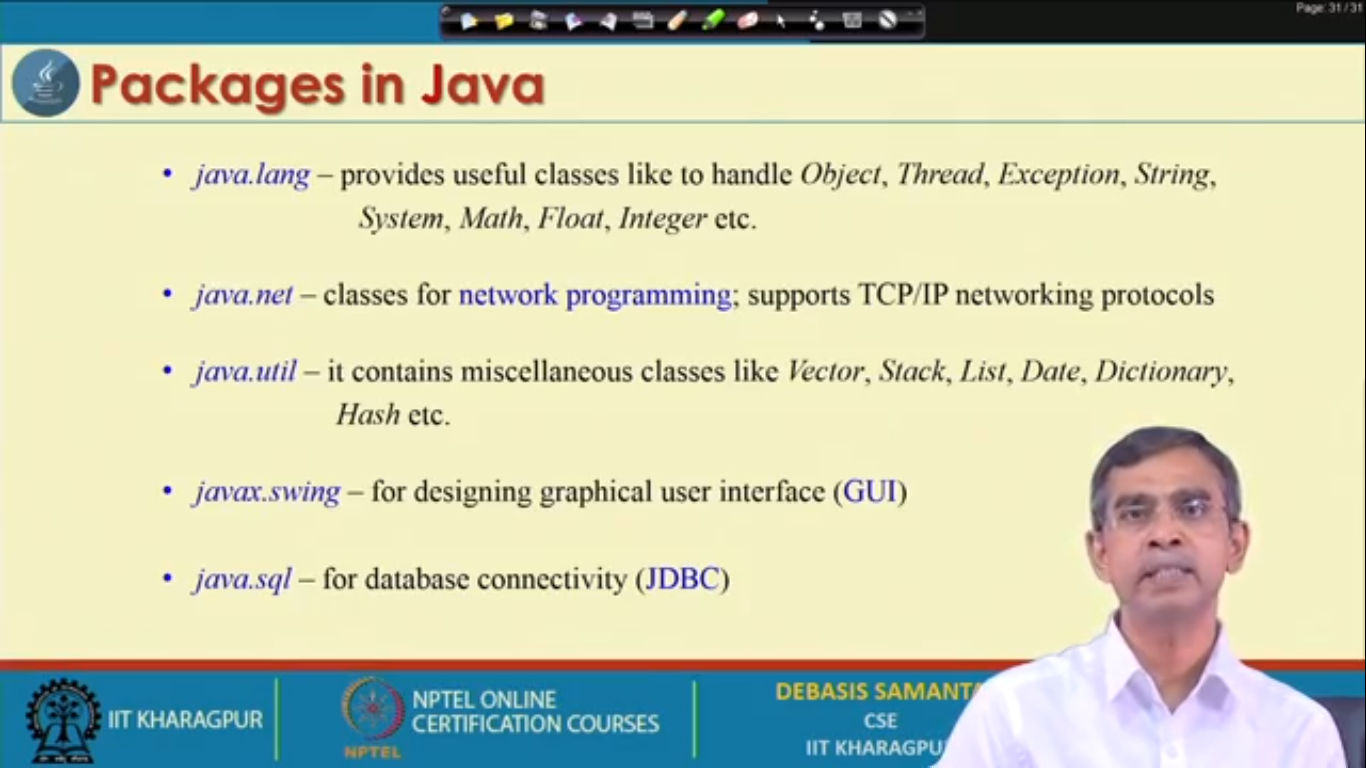 Page: 31/31
Packages in Java
• java.lang – provides useful classes like to handle Object, Thread, Exception, String,
System, Math, Float, Integer etc.
• java.net – classes for network programming; supports TCP/IP networking protocols
• java.util – it contains miscellaneous classes like Vector, Stack, List, Date, Dictionary,
Hash etc.
• javax.swing – for designing graphical user interface (GUI)
• java.sql – for database connectivity (JDBC)
IIT KHARAGPUR
NPTEL
NPTEL ONLINE
CERTIFICATION COURSES
DEBASIS SAMANTA
CSE
IIT KHARAGPU